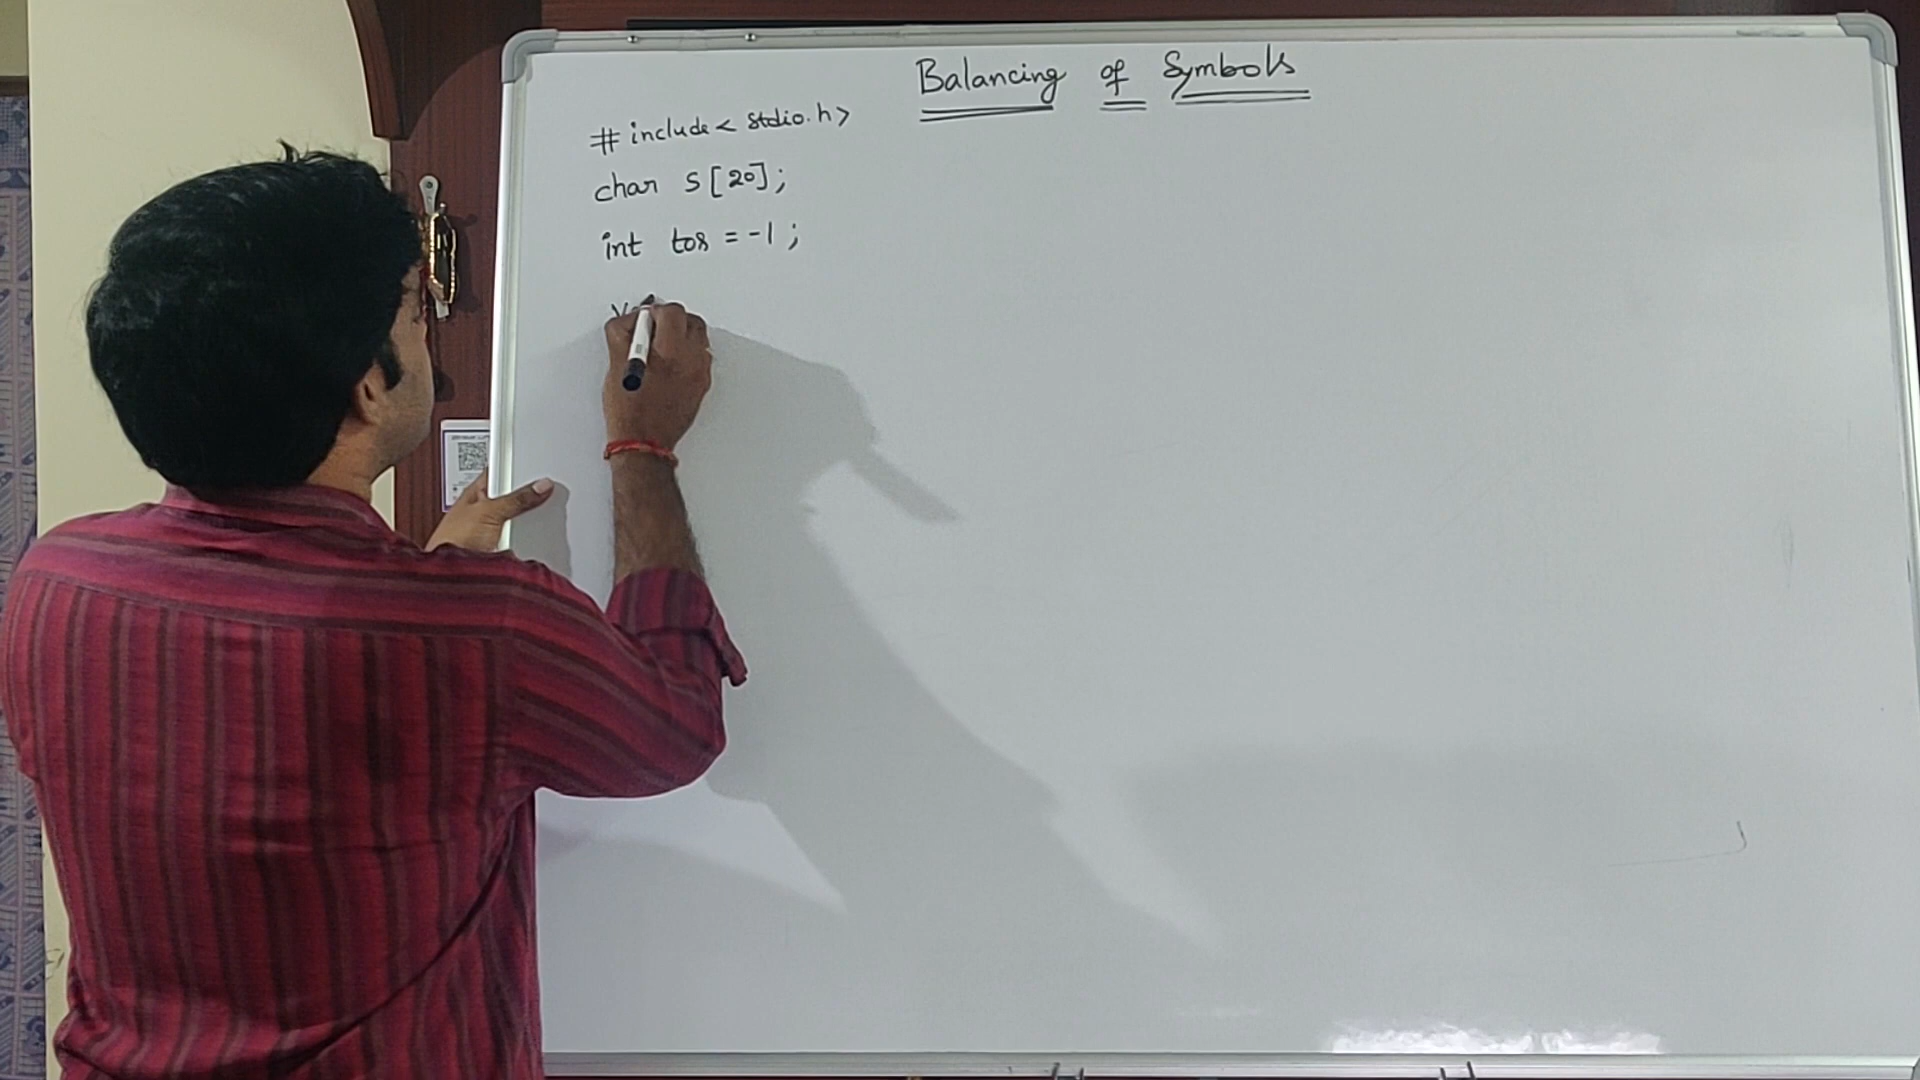 Balancing of Symbols
#include< stdio.h>
char s[20];
int tos = -1 ;